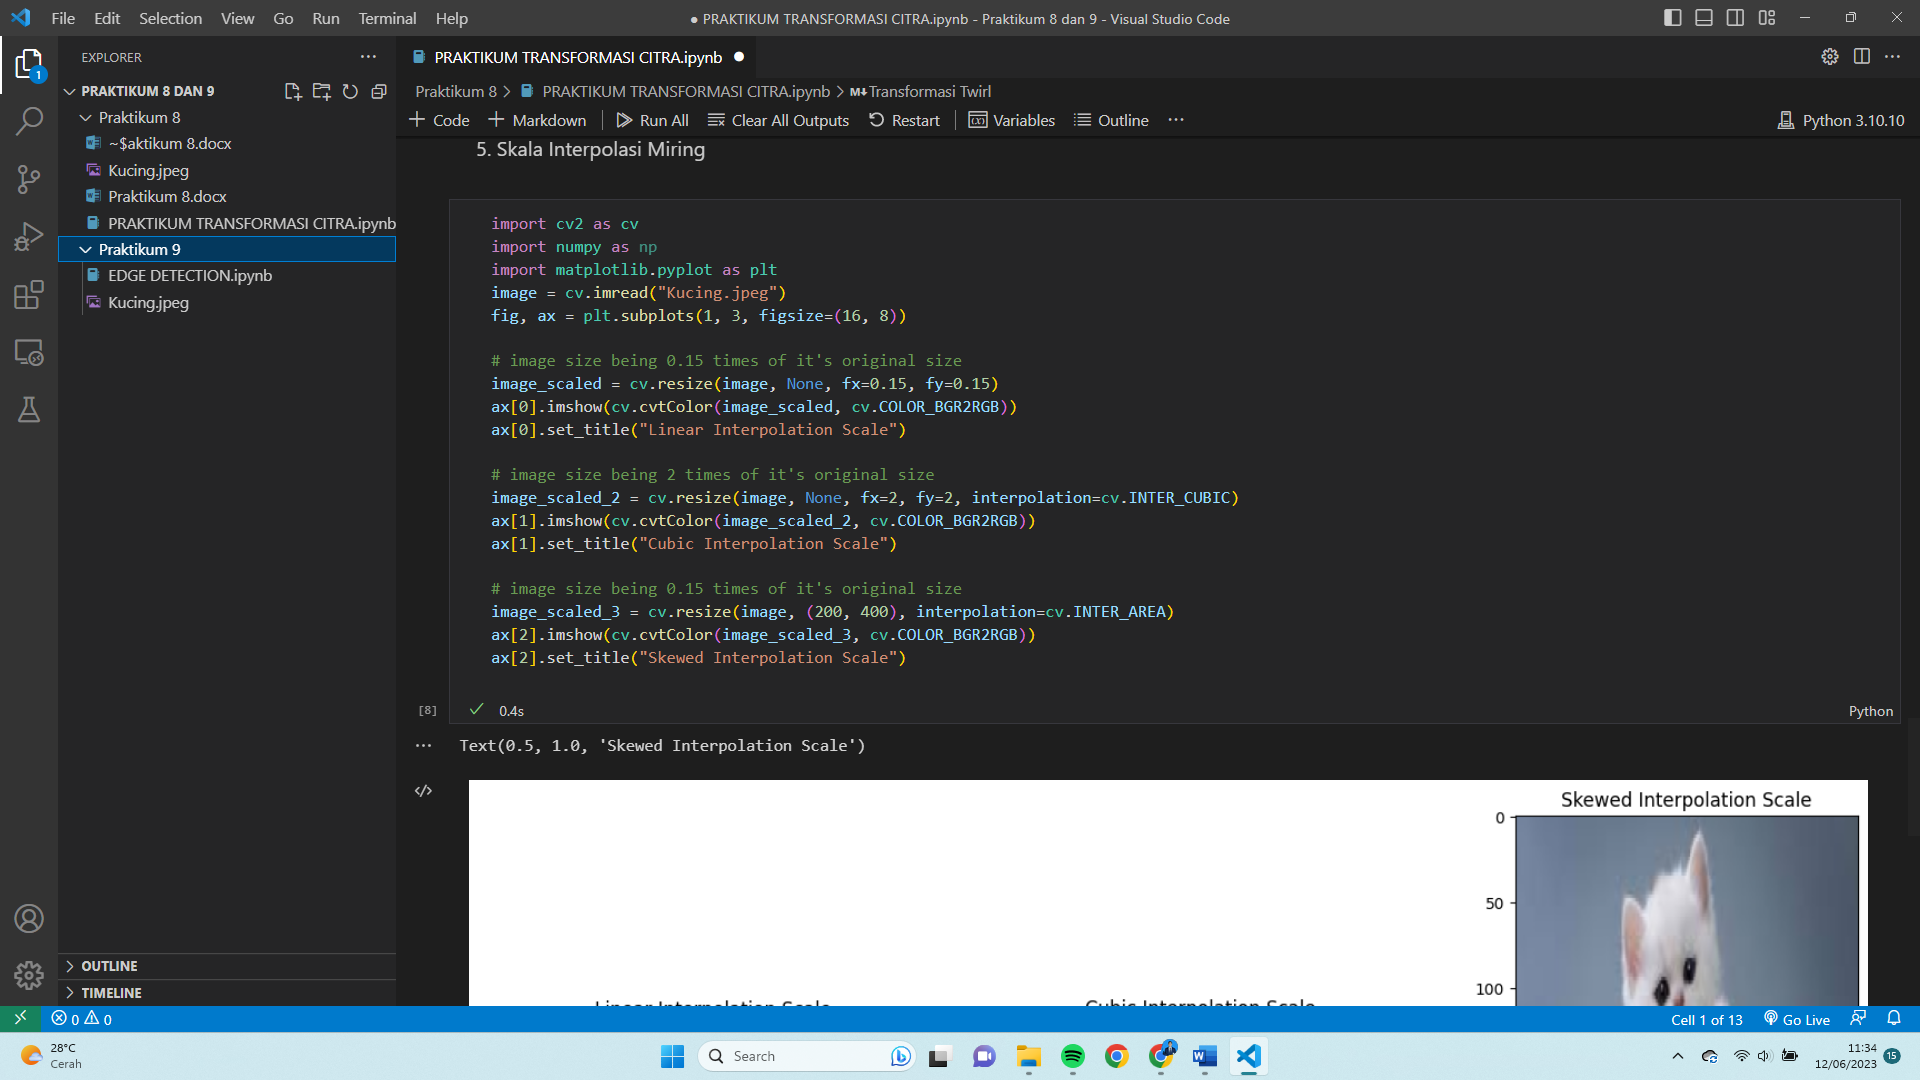 File Edit Selection View Go Run Terminal Help
● PRAKTIKUM TRANSFORMASI CITRA.ipynb - Praktikum 8 dan 9 - Visual Studio Code
EXPLORER
PRAKTIKUM 8 DAN 9
Praktikum 8
~$aktikum 8.docx
Kucing.jpeg
Praktikum 8.docx
PRAKTIKUM TRANSFORMASI CITRA.ipynb
Praktikum 9
EDGE DETECTION.ipynb
Kucing.jpeg
OUTLINE
TIMELINE
1
PRAKTIKUM TRANSFORMASI CITRA.ipynb
Praktikum 8 > PRAKTIKUM TRANSFORMASI CITRA.ipynb > M↓Transformasi Twirl
+ Code + Markdown Run All Clear All Outputs Restart Variables Outline ... Python 3.10.10
5. Skala Interpolasi Miring
import cv2 as cv
import numpy as np
import matplotlib.pyplot as plt
image = cv.imread("Kucing.jpeg")
fig, ax = plt.subplots(1, 3, figsize=(16, 8))
# image size being 0.15 times of it's original size
image_scaled = cv.resize(image, None, fx=0.15, fy=0.15)
ax[0].imshow(cv.cvtColor(image_scaled, cv.COLOR_BGR2RGB))
ax[0].set_title("Linear Interpolation Scale")
# image size being 2 times of it's original size
image_scaled_2 = cv.resize(image, None, fx=2, fy=2, interpolation=cv.INTER_CUBIC)
ax[1].imshow(cv.cvtColor(image_scaled_2, cv.COLOR_BGR2RGB))
ax[1].set_title("Cubic Interpolation Scale")
# image size being 0.15 times of it's original size
image_scaled_3 = cv.resize(image, (200, 400), interpolation=cv.INTER_AREA)
ax[2].imshow(cv.cvtColor(image_scaled_3, cv.COLOR_BGR2RGB))
ax[2].set_title("Skewed Interpolation Scale")
[8] 0.4s Python
Text(0.5, 1.0, 'Skewed Interpolation Scale')
Skewed Interpolation Scale
0
50
100
Linear Interpolation Scale Cubic Interpolation Scale
0 0 Cell 1 of 13 Go Live
28°C
Cerah
Search
11:34
12/06/2023
15